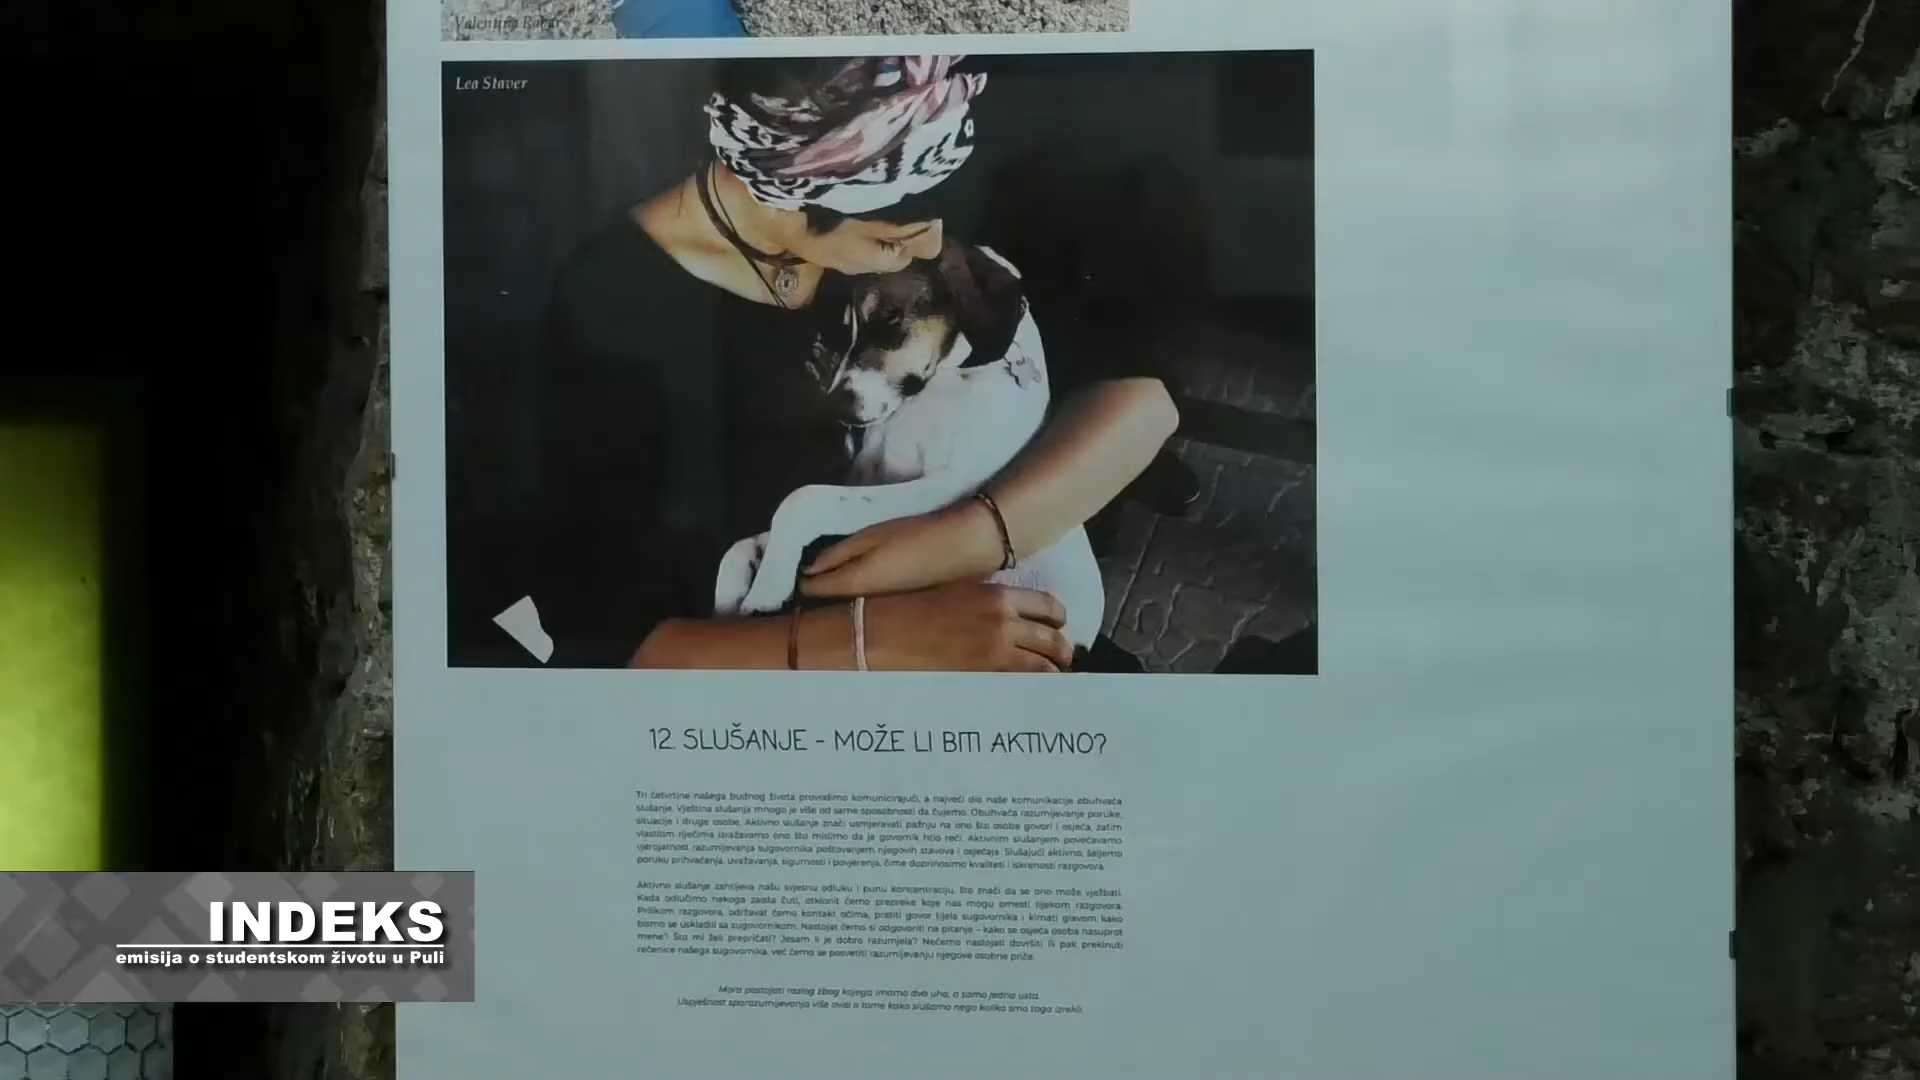 Valentina Rabar
Lea Staver
12. SLUŠANJE - MOŽE LI BITI AKTIVNO?
Tri četvrtine našega budnog života provodimo komunicirajući, a najveći dio naše komunikacije obuhvaća
slušanje. Vještina slušanja mnogo je više od same sposobnosti da čujemo. Obuhvaća razumijevanje poruke,
situacije i druge osobe. Aktivno slušanje znači usmjeravati pažnju na ono što osoba govori i osjeća, zatim
vlastitim riječima izražavamo ono što mislimo da je govornik htio reći. Aktivnim slušanjem povećavamo
vjerojatnost razumijevanja sugovornika poštovanjem njegovih stavova i osjećaja. Slušajući aktivno, šaljemo
poruku prihvaćanja, uvažavanja, sigurnosti i povjerenja, čime doprinosimo kvaliteti i iskrenosti razgovora.
Aktivno slušanje zahtijeva našu svjesnu odluku i punu koncentraciju, što znači da se ono može vježbati.
Kada odlučimo nekoga zaista čuti, otklonit ćemo prepreke koje nas mogu omesti tijekom razgovora.
Prilikom razgovora, održavat ćemo kontakt očima, pratiti govor tijela sugovornika i kimati glavom kako
bismo se uskladili sa sugovornikom. Nastojat ćemo si odgovoriti na pitanje – kako se osjeća osoba nasuprot
mene? Što mi želi prepričati? Jesam li je dobro razumjela? Nećemo nastojati dovršiti ili pak prekinuti
rečenice našega sugovornika, već ćemo se posvetiti razumijevanju njegove osobne priče.
Mora postojati razlog zbog kojega imamo dva uha, a samo jedna usta.
Uspješnost sporazumijevanja više ovisi o tome kako slušamo nego koliko smo toga izrekli.
INDEKS
emisija o studentskom životu u Puli